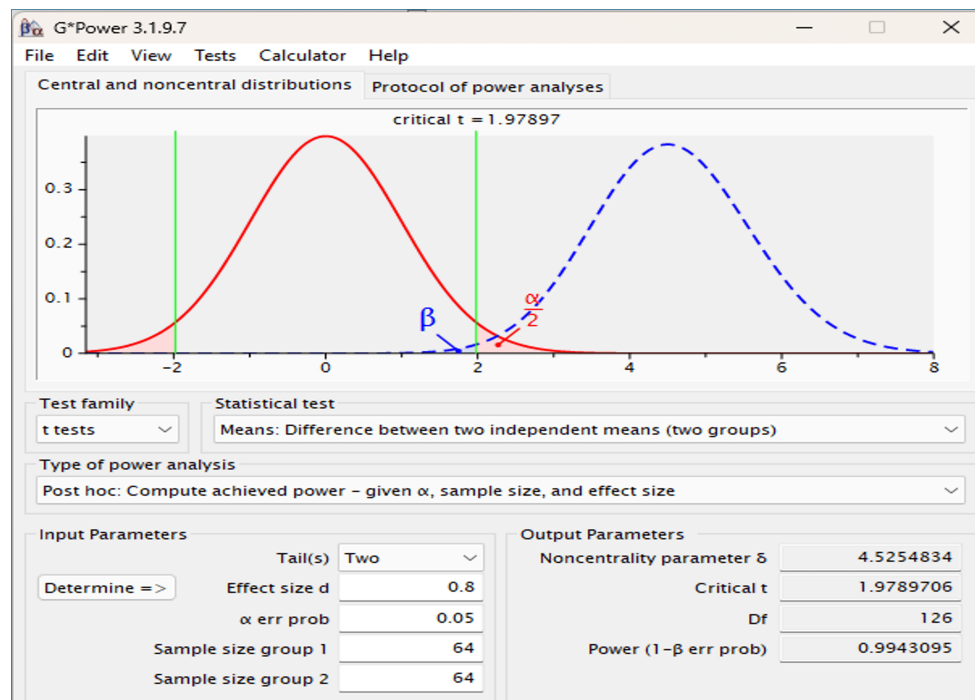 G*Power 3.1.9.7
File Edit View Tests Calculator Help
Central and noncentral distributions Protocol of power analyses
critical t = 1.97897
0.3
0.2
0.1
0
β
α
2
-2 0 2 4 6 8
Test family
t tests
Statistical test
Means: Difference between two independent means (two groups)
Type of power analysis
Post hoc: Compute achieved power – given α, sample size, and effect size
Input Parameters
Tail(s) Two
Determine => Effect size d 0.8
α err prob 0.05
Sample size group 1 64
Sample size group 2 64
Output Parameters
Noncentrality parameter δ 4.5254834
Critical t 1.9789706
Df 126
Power (1-β err prob) 0.9943095